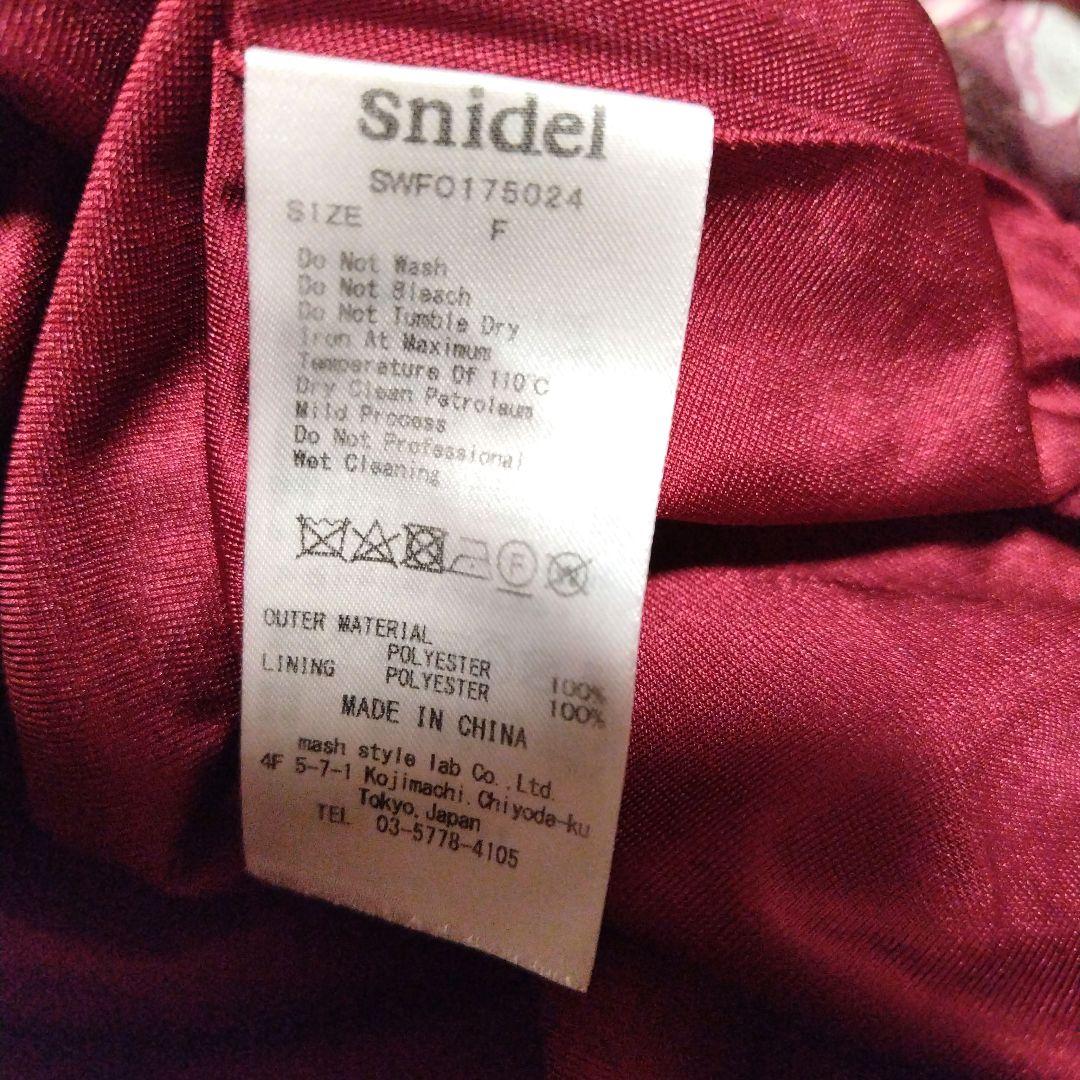 Snidel
SWFO175024
SIZE F
Do Not Wash
Do Not Bleach
Do Not Tumble Dry
Iron At Maximum
Temperature Of 110℃
Dry Clean Patrolaum
Mild Process
Do Not Professional
Wet Cleaning
F
OUTER MATERIAL
POLYESTER 100%
LINING POLYESTER 100%
MADE IN CHINA
mash style lab Co.,Ltd.
4F 5-7-1 Kojimachi,Chiyoda-ku
Tokyo,Japan
TEL 03-5778-4105